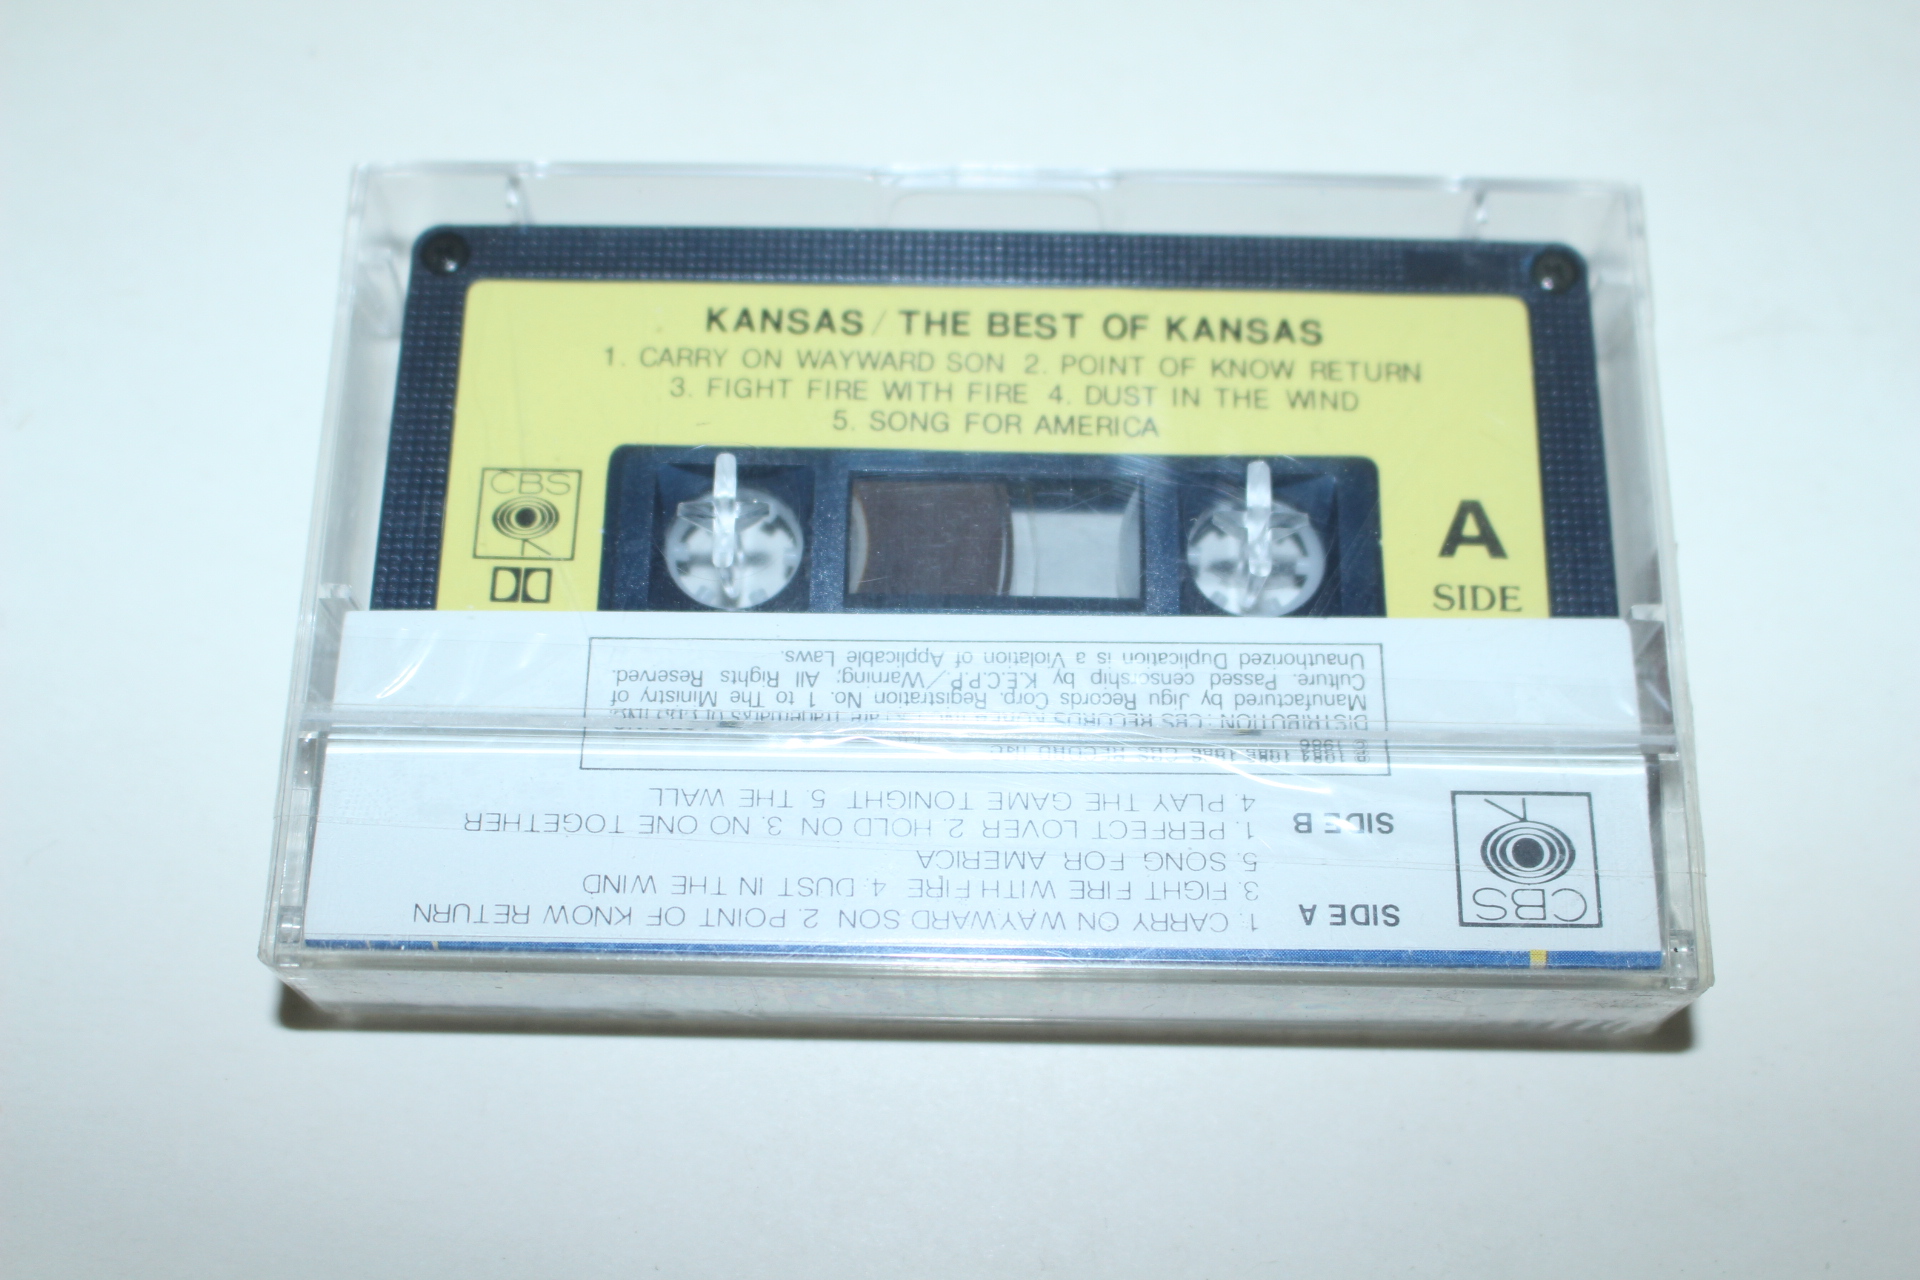 KANSAS / THE BEST OF KANSAS
1. CARRY ON WAYWARD SON 2. POINT OF KNOW RETURN
3. FIGHT FIRE WITH FIRE 4. DUST IN THE WIND
5. SONG FOR AMERICA
CBS
A
SIDE
CBS
SIDE A
1. CARRY ON WAYWARD SON 2. POINT OF KNOW RETURN
3. FIGHT FIRE WITH FIRE 4. DUST IN THE WIND
5. SONG FOR AMERICA
SIDE B
1. PERFECT LOVER 2. HOLD ON 3. NO ONE TOGETHER
4. PLAY THE GAME TONIGHT 5. THE WALL
DISTRIBUTION : CBS RECORDS
Manufactured by Jigu Records Corp. Registration No. 1 to The Ministry of
Culture. Passed censorship by K.E.C.P.P./Warning; All Rights Reserved.
Unauthorized Duplication is a Violation of Applicable Laws.